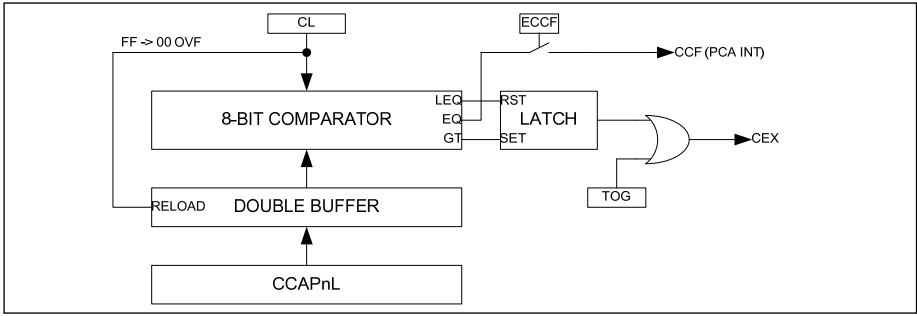 CL
ECCF
FF -> 00 OVF
CCF (PCA INT)
LEQ
RST
8-BIT COMPARATOR
EQ
LATCH
GT
SET
CEX
RELOAD
DOUBLE BUFFER
TOG
CCAPnL